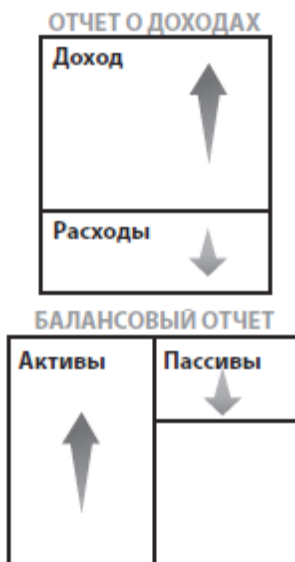 ОТЧЕТ О ДОХОДАХ
Доход
Расходы
БАЛАНСОВЫЙ ОТЧЕТ
Активы
Пассивы